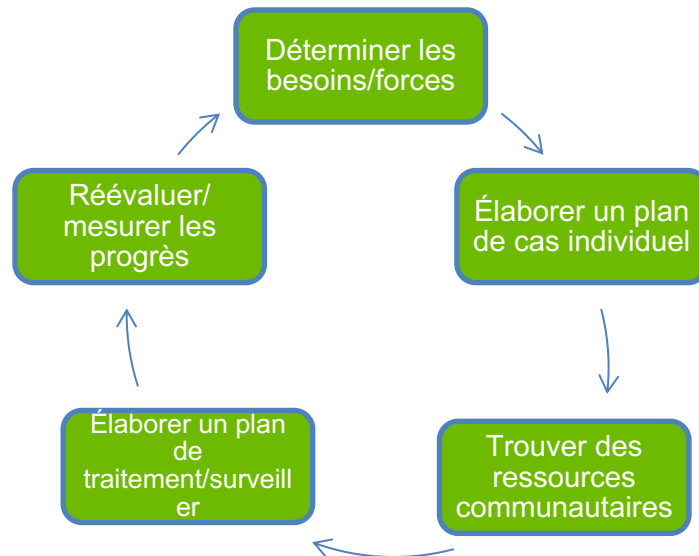 Déterminer les
besoins/forces
Élaborer un plan
de cas individuel
Trouver des
ressources
communautaires
Élaborer un plan
de
traitement/surveill
er
Réévaluer/
mesurer les
progrès